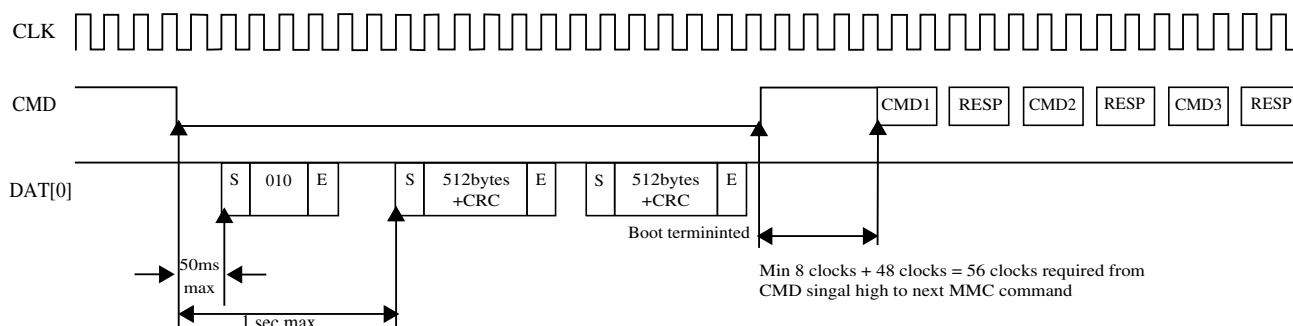 CLK
CMD
CMD1 RESP CMD2 RESP CMD3 RESP
DAT[0]
S 010 E S 512bytes +CRC E S 512bytes +CRC E
Boot termininted
50ms
max
Min 8 clocks + 48 clocks = 56 clocks required from
CMD singal high to next MMC command
1 sec max